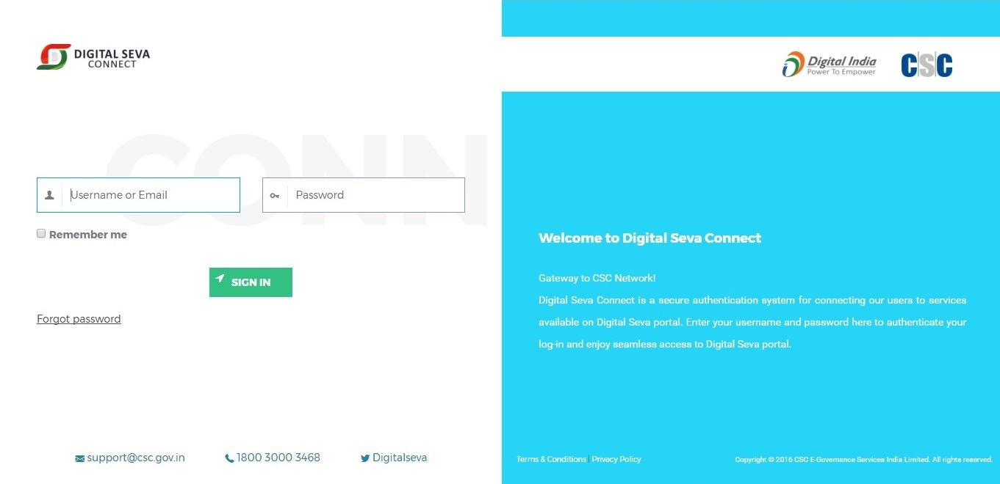 DIGITAL SEVA
CONNECT
Digital India
Power To Empower
CSC
CONN
Username or Email
Password
Remember me
SIGN IN
Forgot password
Welcome to Digital Seva Connect
Gateway to CSC Network!
Digital Seva Connect is a secure authentication system for connecting our users to services
available on Digital Seva portal. Enter your username and password here to authenticate your
log-in and enjoy seamless access to Digital Seva portal.
support@csc.gov.in
1800 3000 3468
Digitalseva
Terms & Conditions | Privacy Policy
Copyright © 2016 CSC E-Governance Services India Limited. All rights reserved.